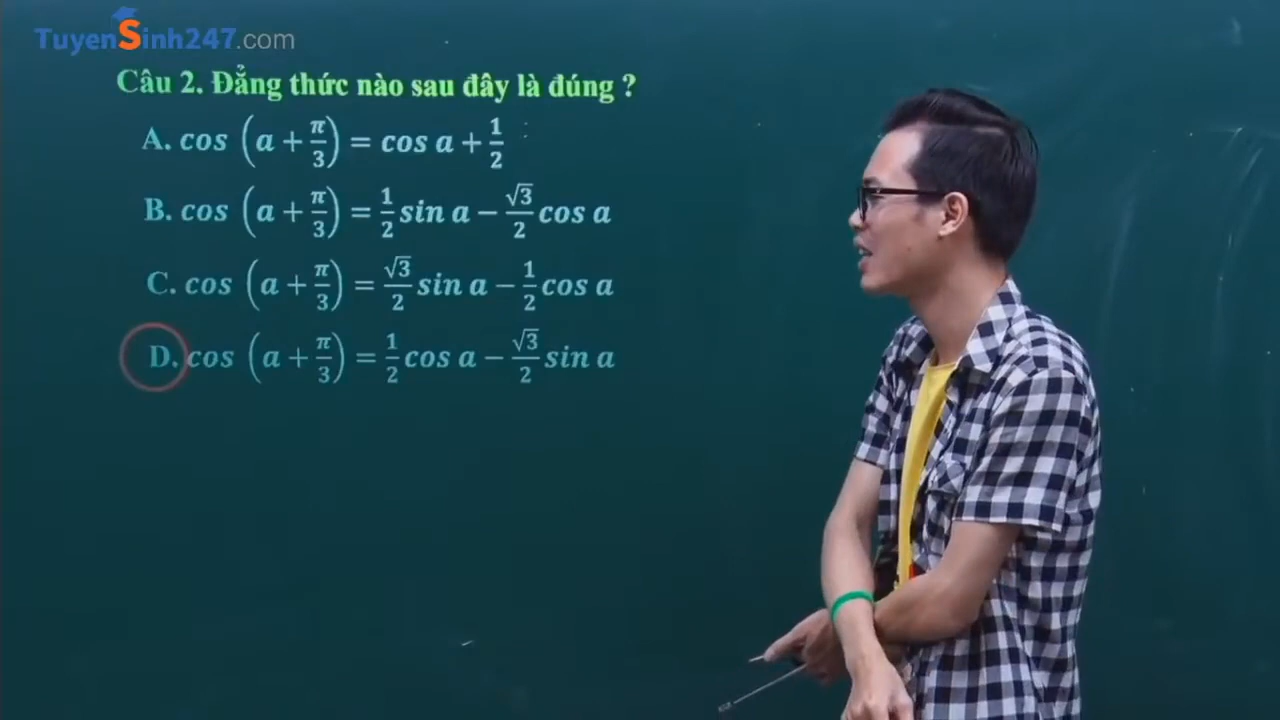 TuyenSinh247.com
Câu 2. Đẳng thức nào sau đây là đúng ?
A. cos (a + π/3) = cos a + 1/2
B. cos (a + π/3) = 1/2 sin a − √3/2 cos a
C. cos (a + π/3) = √3/2 sin a − 1/2 cos a
D. cos (a + π/3) = 1/2 cos a − √3/2 sin a